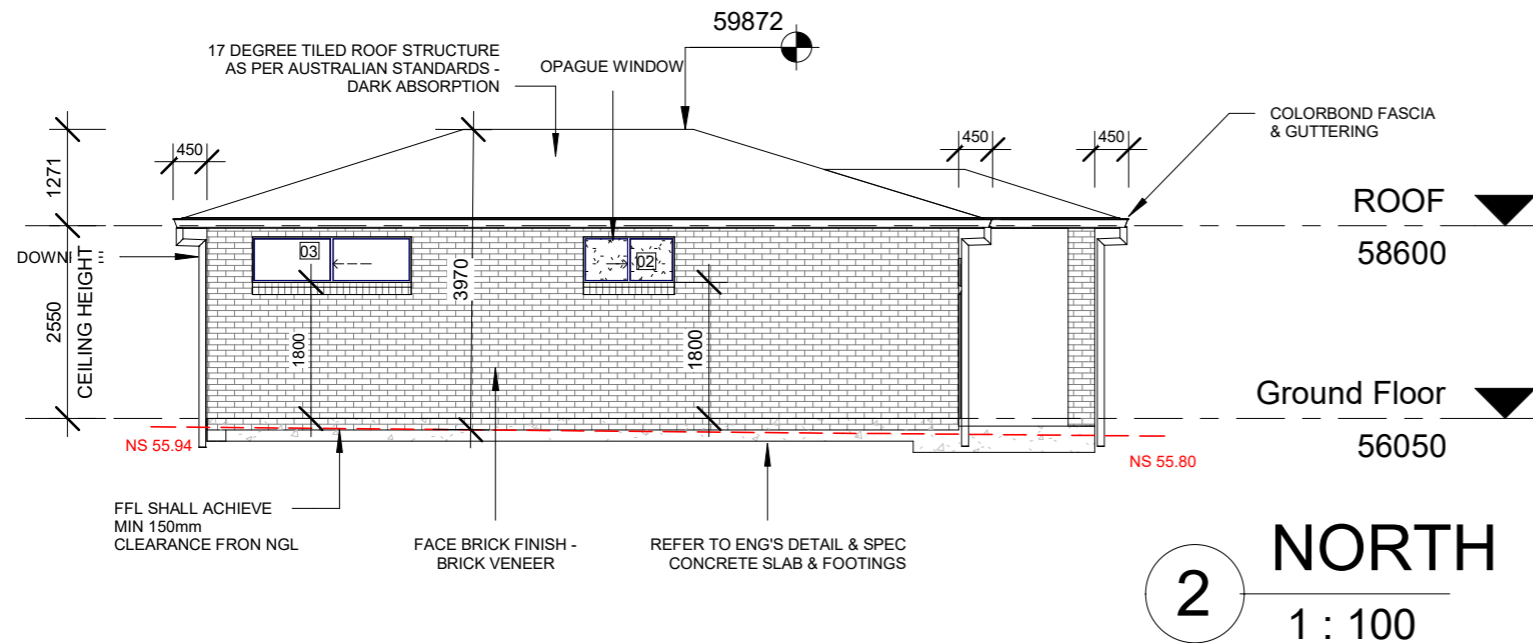 59872
17 DEGREE TILED ROOF STRUCTURE
AS PER AUSTRALIAN STANDARDS -
DARK ABSORPTION
OPAGUE WINDOW
COLORBOND FASCIA
& GUTTERING
450
450
450
1271
ROOF
58600
03
02
2550
CEILING HEIGHT
3970
1800
1800
Ground Floor
56050
NS 55.94
NS 55.80
FFL SHALL ACHIEVE
MIN 150mm
CLEARANCE FRON NGL
FACE BRICK FINISH -
BRICK VENEER
REFER TO ENG'S DETAIL & SPEC
CONCRETE SLAB & FOOTINGS
2
NORTH
1 : 100